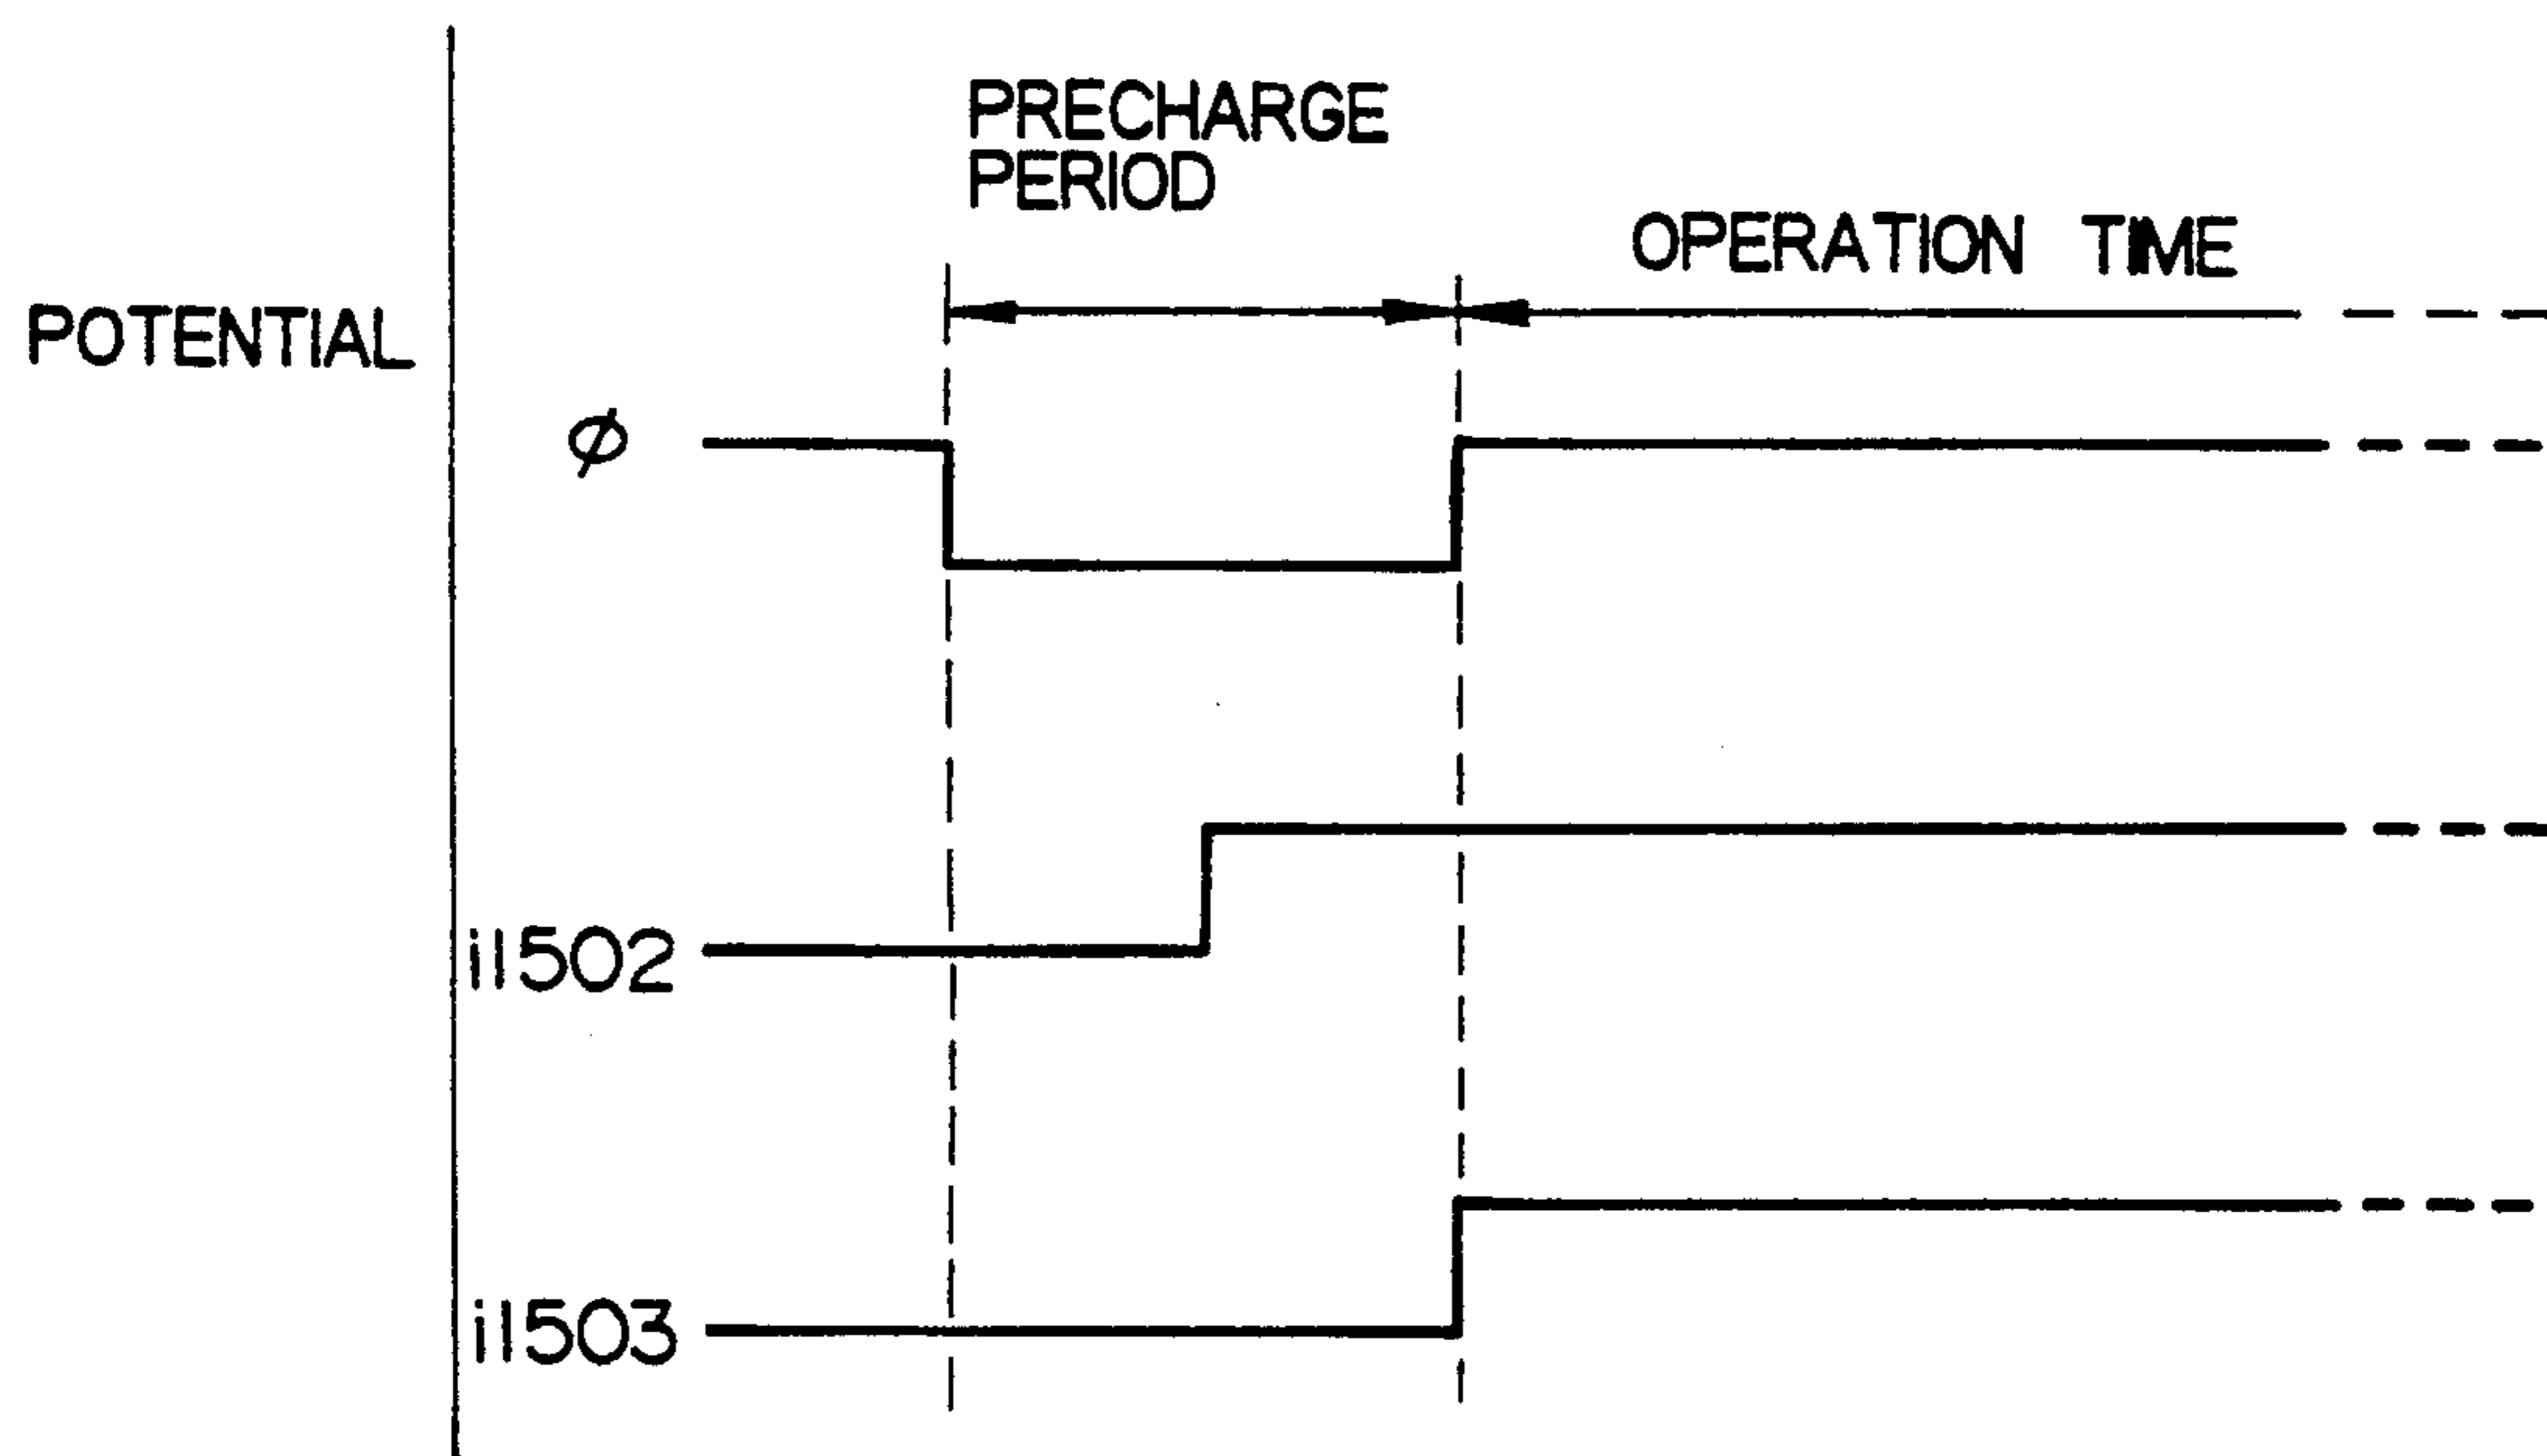 PRECHARGE
PERIOD
OPERATION TIME
POTENTIAL
φ
i1502
i1503